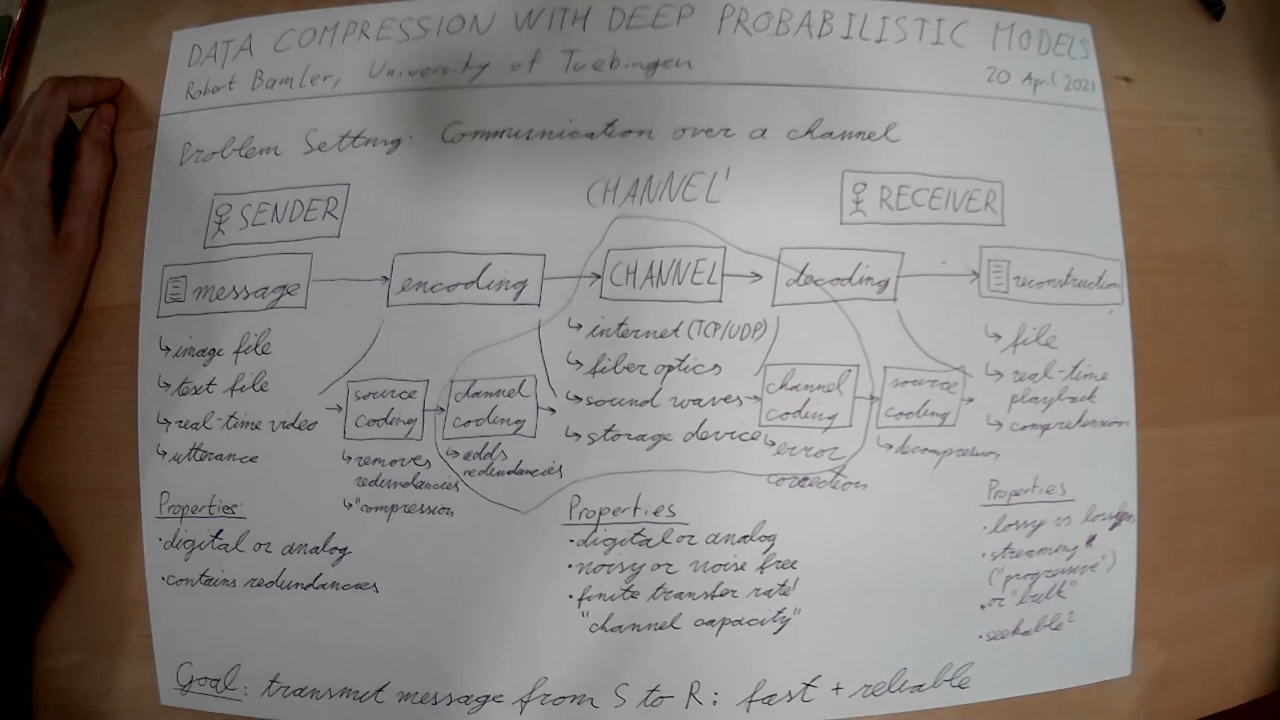 DATA COMPRESSION WITH DEEP PROBABILISTIC MODELS
Robert Bamler, University of Tuebingen
20 April 2021
Problem Setting: Communication over a channel
SENDER
CHANNEL'
RECEIVER
message
encoding
CHANNEL
decoding
reconstruction
↳ image file
↳ text file
↳ real-time video
↳ utterance
source
coding
↳ removes
redundancies
↳ "compression
channel
coding
↳ adds
redundancies
↳ internet (TCP/UDP)
↳ fiber optics
↳ sound waves
↳ storage device
channel
coding
↳ error
correction
source
coding
↳ decompression
↳ file
↳ real-time
playback
↳ comprehension
Properties:
· digital or analog
· contains redundancies
Properties
· digital or analog
· noisy or noise free
· finite transfer rate
"channel capacity"
Properties
· lossy vs lossless
· streaming"
("progressive")
· or "bulk"
· seekable?
Goal: transmit message from S to R: fast + reliable